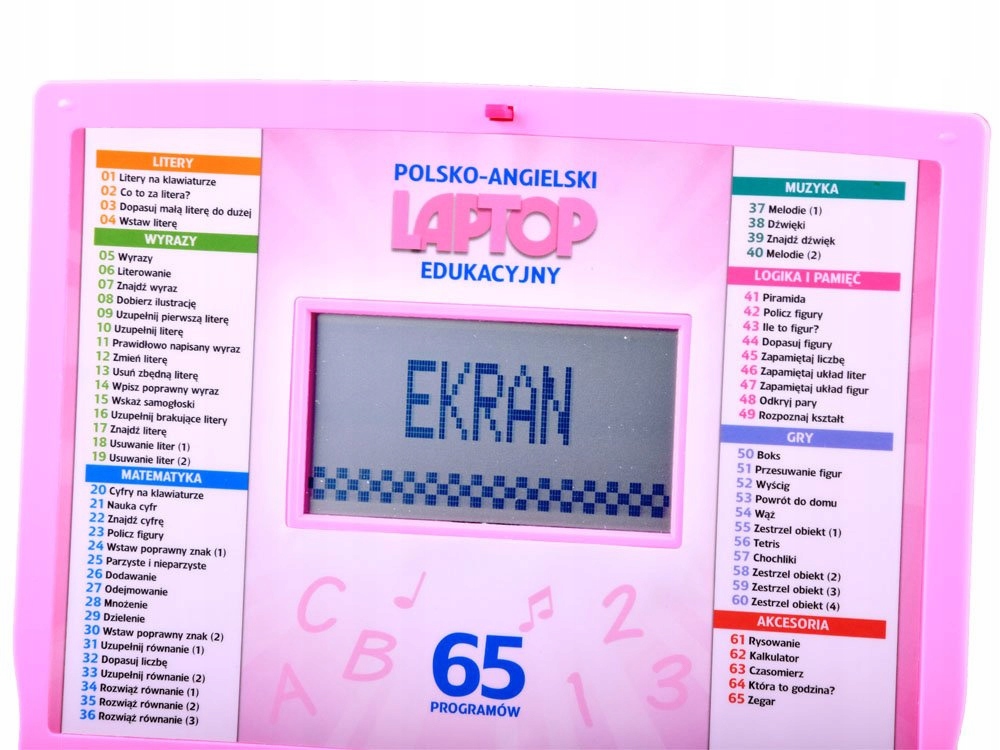 LITERY
01 Litery na klawiaturze
02 Co to za litera?
03 Dopasuj małą literę do dużej
04 Wstaw literę
WYRAZY
05 Wyrazy
06 Literowanie
07 Znajdź wyraz
08 Dobierz ilustrację
09 Uzupełnij pierwszą literę
10 Uzupełnij literę
11 Prawidłowo napisany wyraz
12 Zmień literę
13 Usuń zbędną literę
14 Wpisz poprawny wyraz
15 Wskaż samogłoski
16 Uzupełnij brakujące litery
17 Znajdź literę
18 Usuwanie liter (1)
19 Usuwanie liter (2)
MATEMATYKA
20 Cyfry na klawiaturze
21 Nauka cyfr
22 Znajdź cyfrę
23 Policz figury
24 Wstaw poprawny znak (1)
25 Parzyste i nieparzyste
26 Dodawanie
27 Odejmowanie
28 Mnożenie
29 Dzielenie
30 Wstaw poprawny znak (2)
31 Uzupełnij równanie (1)
32 Dopasuj liczbę
33 Uzupełnij równanie (2)
34 Rozwiąż równanie (1)
35 Rozwiąż równanie (2)
36 Rozwiąż równanie (3)
POLSKO-ANGIELSKI
LAPTOP
EDUKACYJNY
EKRAN
C
B
A
2
1
3
65
PROGRAMÓW
MUZYKA
37 Melodie (1)
38 Dźwięki
39 Znajdź dźwięk
40 Melodie (2)
LOGIKA I PAMIĘĆ
41 Piramida
42 Policz figury
43 Ile to figur?
44 Dopasuj figury
45 Zapamiętaj liczbę
46 Zapamiętaj układ liter
47 Zapamiętaj układ figur
48 Odkryj pary
49 Rozpoznaj kształt
GRY
50 Boks
51 Przesuwanie figur
52 Wyścig
53 Powrót do domu
54 Wąż
55 Zestrzel obiekt (1)
56 Tetris
57 Chochliki
58 Zestrzel obiekt (2)
59 Zestrzel obiekt (3)
60 Zestrzel obiekt (4)
AKCESORIA
61 Rysowanie
62 Kalkulator
63 Czasomierz
64 Która to godzina?
65 Zegar